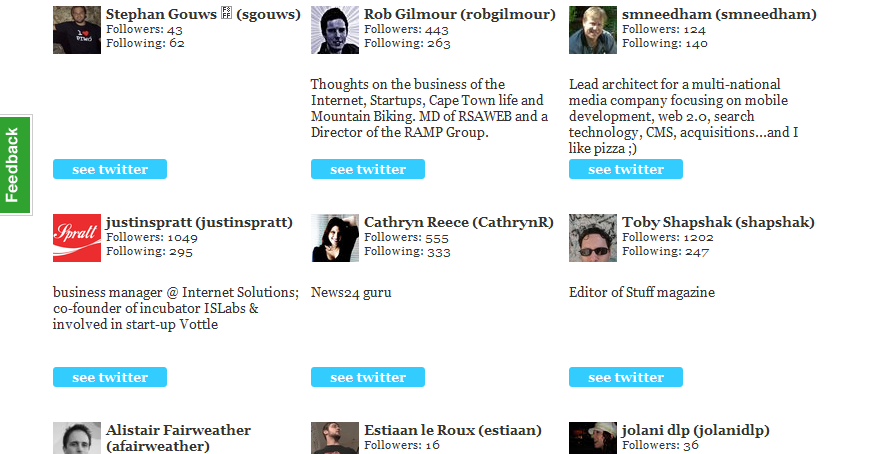 Stephan Gouws (sgouws)
Followers: 43
Following: 62
see twitter
Rob Gilmour (robgilmour)
Followers: 443
Following: 263
Thoughts on the business of the
Internet, Startups, Cape Town life and
Mountain Biking. MD of RSAWEB and a
Director of the RAMP Group.
see twitter
smneedham (smneedham)
Followers: 124
Following: 140
Lead architect for a multi-national
media company focusing on mobile
development, web 2.0, search
technology, CMS, acquisitions...and I
like pizza ;)
see twitter
Feedback
Spratt
justinspratt (justinspratt)
Followers: 1049
Following: 295
business manager @ Internet Solutions;
co-founder of incubator ISLabs &
involved in start-up Vottle
see twitter
Cathryn Reece (CathrynR)
Followers: 555
Following: 333
News24 guru
see twitter
Toby Shapshak (shapshak)
Followers: 1202
Following: 247
Editor of Stuff magazine
see twitter
Alistair Fairweather
(afairweather)
Estiaan le Roux (estiaan)
Followers: 16
jolani dlp (jolanidlp)
Followers: 36